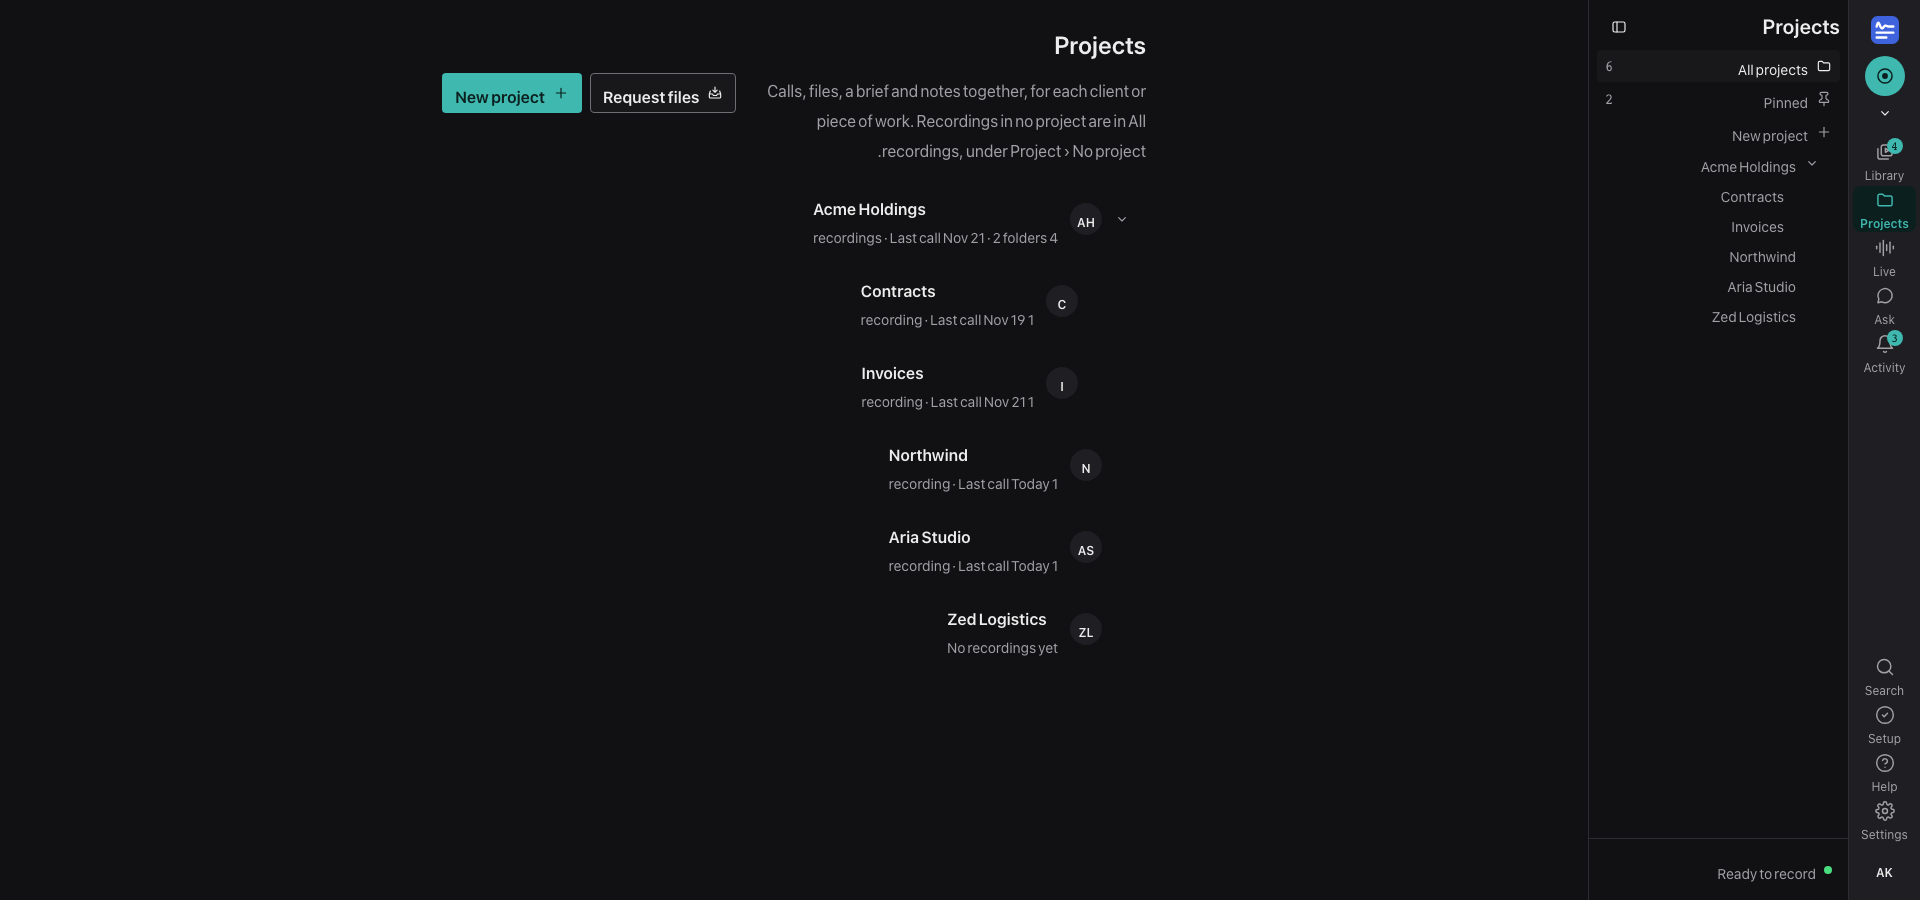 Projects
Calls, files, a brief and notes together, for each client or
piece of work. Recordings in no project are in All
.recordings, under Project › No project
Request files
New project
Acme Holdings
AH
recordings · Last call Nov 21 · 2 folders 4
Contracts
C
recording · Last call Nov 19 1
Invoices
I
recording · Last call Nov 21 1
Northwind
N
recording · Last call Today 1
Aria Studio
AS
recording · Last call Today 1
Zed Logistics
ZL
No recordings yet
Projects
All projects
6
Pinned
2
New project
Acme Holdings
Contracts
Invoices
Northwind
Aria Studio
Zed Logistics
Ready to record
4
Library
Projects
Live
Ask
3
Activity
Search
Setup
Help
Settings
AK